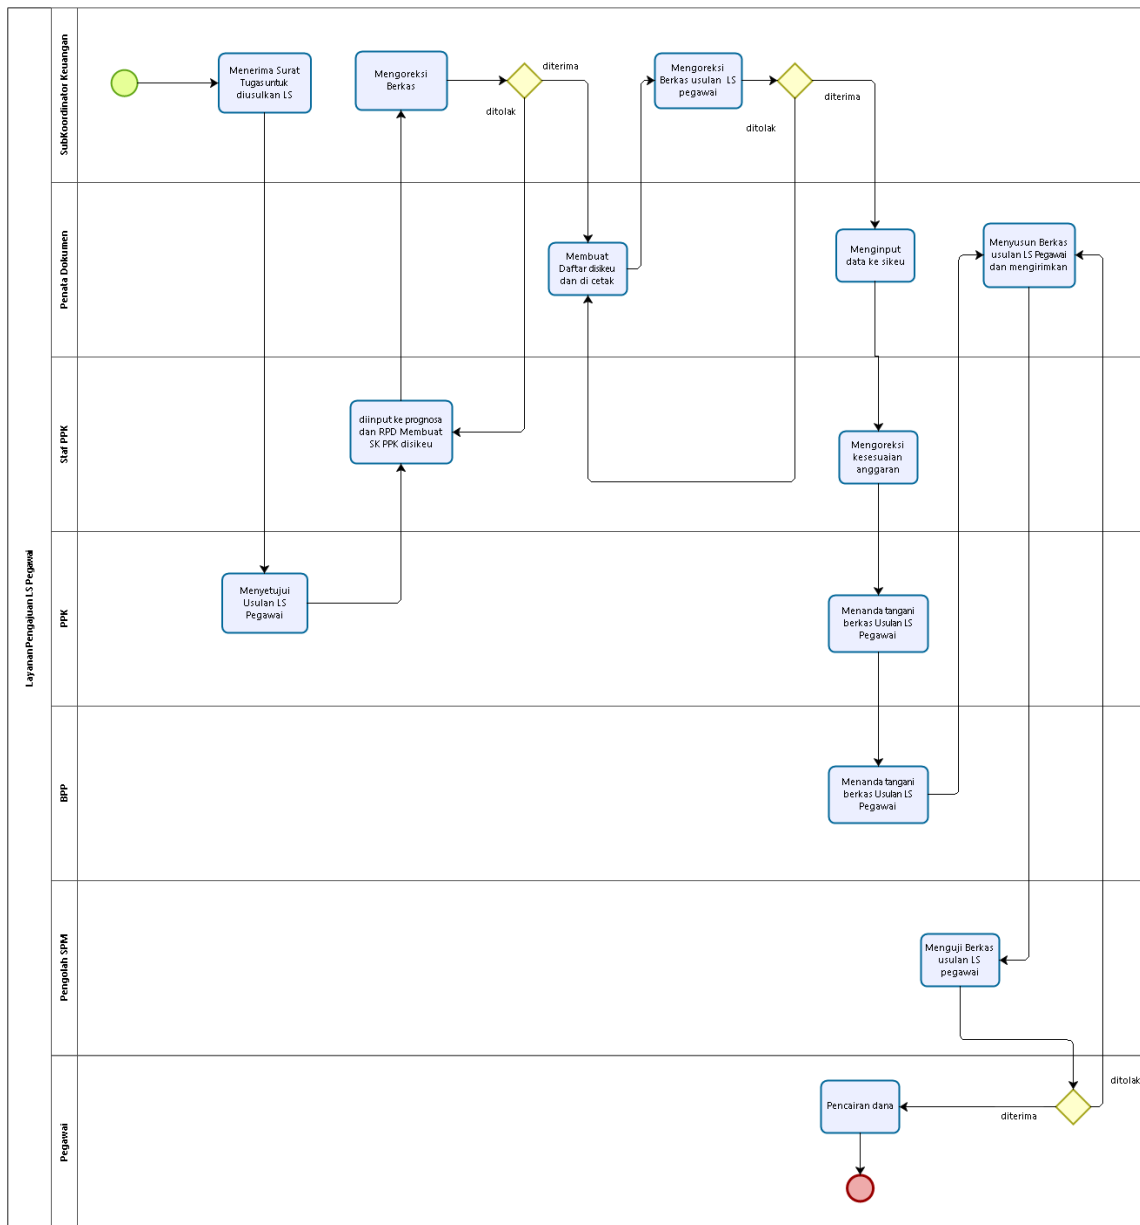 Layanan Pengajuan LS Pegawai
SubKoordinator Keuangan
Menerima Surat
Tugas untuk
diusulkan LS
Mengoreksi
Berkas
diterima
ditolak
Mengoreksi
Berkas usulan LS
pegawai
diterima
ditolak
Penata Dokumen
Membuat
Daftar disikeu
dan di cetak
Menginput
data ke sikeu
Menyusun Berkas
usulan LS Pegawai
dan mengirimkan
Staf PPK
diinput ke prognosa
dan RPD Membuat
SK PPK disikeu
Mengoreksi
kesesuaian
anggaran
PPK
Menyetujui
Usulan LS
Pegawai
Menanda tangani
berkas Usulan LS
Pegawai
BPP
Menanda tangani
berkas Usulan LS
Pegawai
Pengolah SPM
Menguji Berkas
usulan LS
pegawai
Pegawai
Pencairan dana
diterima
ditolak